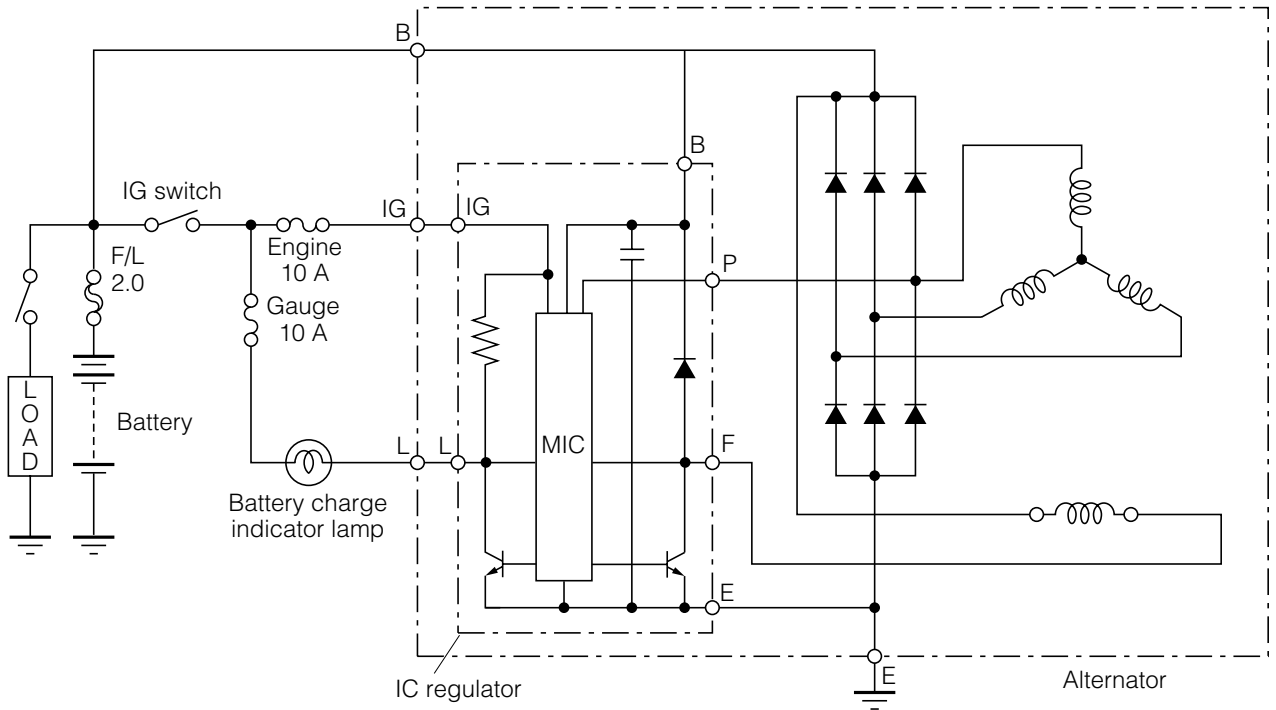 B
B
IG switch
IG
IG
Engine
10 A
F/L
2.0
P
Gauge
10 A
LOAD
Battery
MIC
L
L
F
Battery charge
indicator lamp
E
IC regulator
E
Alternator